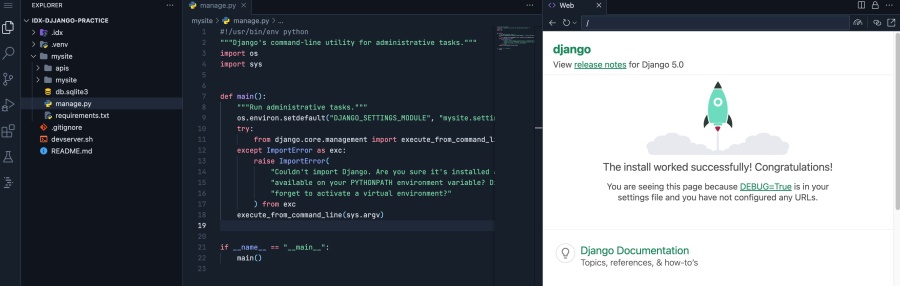 EXPLORER
IDX-DJJANGO-PRACTICE
.idx
.venv
mysite
apis
mysite
db.sqlite3
manage.py
requirements.txt
.gitignore
devserver.sh
README.md
manage.py
mysite > manage.py > ...
1 #!/usr/bin/env python
2 """Django's command-line utility for administrative tasks."""
3 import os
4 import sys
5
6
7 def main():
8 """Run administrative tasks."""
9 os.environ.setdefault("DJANGO_SETTINGS_MODULE", "mysite.settin
10 try:
11 from django.core.management import execute_from_command_li
12 except ImportError as exc:
13 raise ImportError(
14 "Couldn't import Django. Are you sure it's installed a
15 "available on your PYTHONPATH environment variable? Di
16 "forget to activate a virtual environment?"
17 ) from exc
18 execute_from_command_line(sys.argv)
19
20
21 if __name__ == "__main__":
22 main()
23
Web
/
django
View release notes for Django 5.0
The install worked successfully! Congratulations!
You are seeing this page because DEBUG=True is in your
settings file and you have not configured any URLs.
Django Documentation
Topics, references, & how-to's